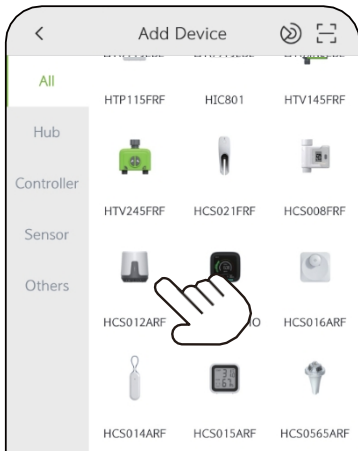 Add Device
All
Hub
Controller
Sensor
Others
HTP115FRF HIC801 HTV145FRF
HTV245FRF HCS021FRF HCS008FRF
HCS012ARF HCS016ARF
HCS014ARF HCS015ARF HCS0565ARF